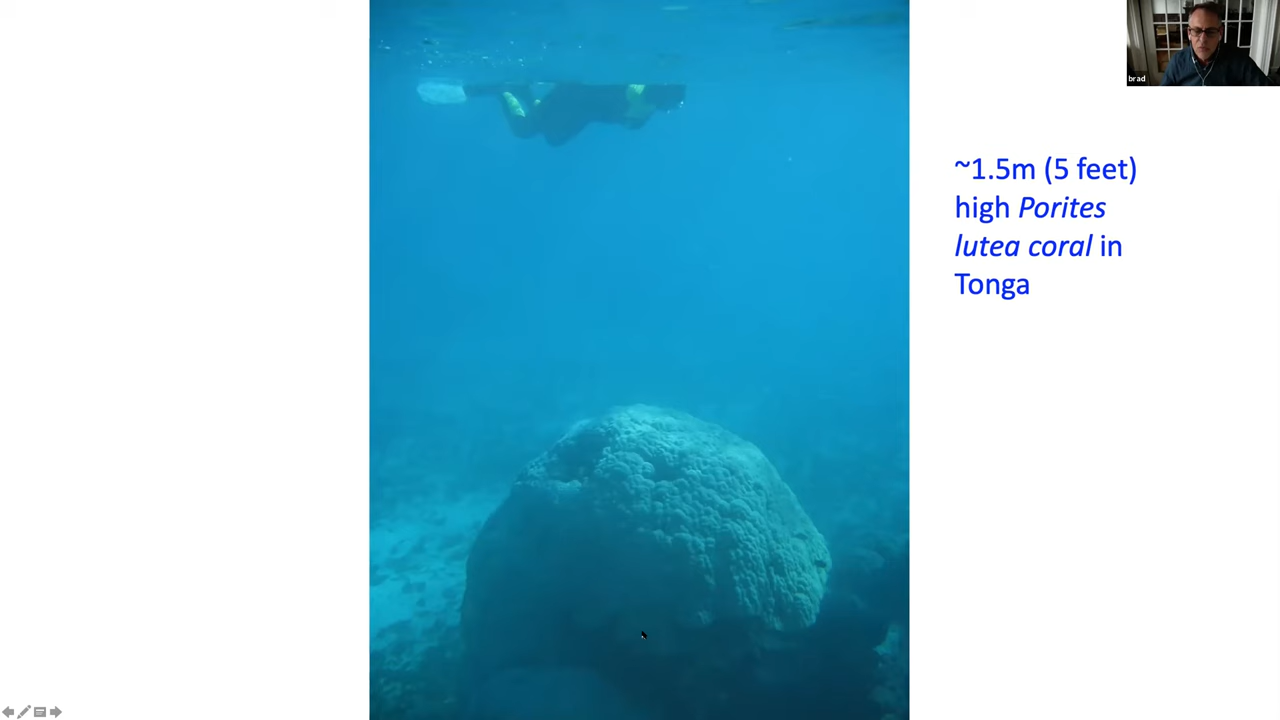 brad
~1.5m (5 feet)
high Porites
lutea coral in
Tonga